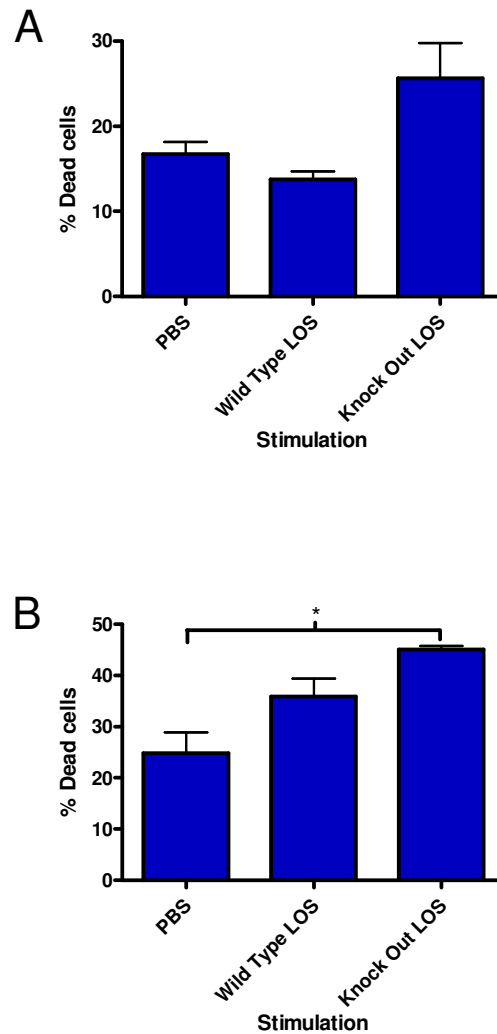 A
30
20
10
0
% Dead cells
PBS
Wild Type LOS
Knock Out LOS
Stimulation
B
*
50
40
30
20
10
0
% Dead cells
PBS
Wild Type LOS
Knock Out LOS
Stimulation